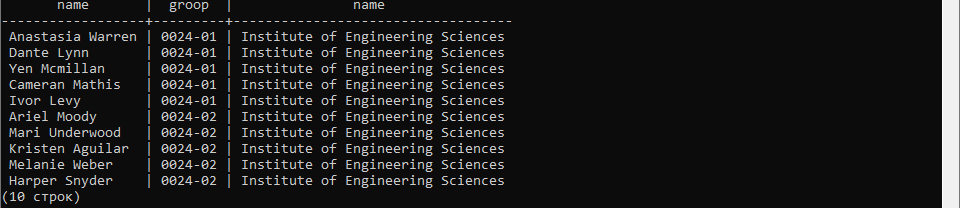 name | groop | name
-----------------+---------+----------------------------------
Anastasia Warren | 0024-01 | Institute of Engineering Sciences
Dante Lynn | 0024-01 | Institute of Engineering Sciences
Yen Mcmillan | 0024-01 | Institute of Engineering Sciences
Cameran Mathis | 0024-01 | Institute of Engineering Sciences
Ivor Levy | 0024-01 | Institute of Engineering Sciences
Ariel Moody | 0024-02 | Institute of Engineering Sciences
Mari Underwood | 0024-02 | Institute of Engineering Sciences
Kristen Aguilar | 0024-02 | Institute of Engineering Sciences
Melanie Weber | 0024-02 | Institute of Engineering Sciences
Harper Snyder | 0024-02 | Institute of Engineering Sciences
(10 строк)